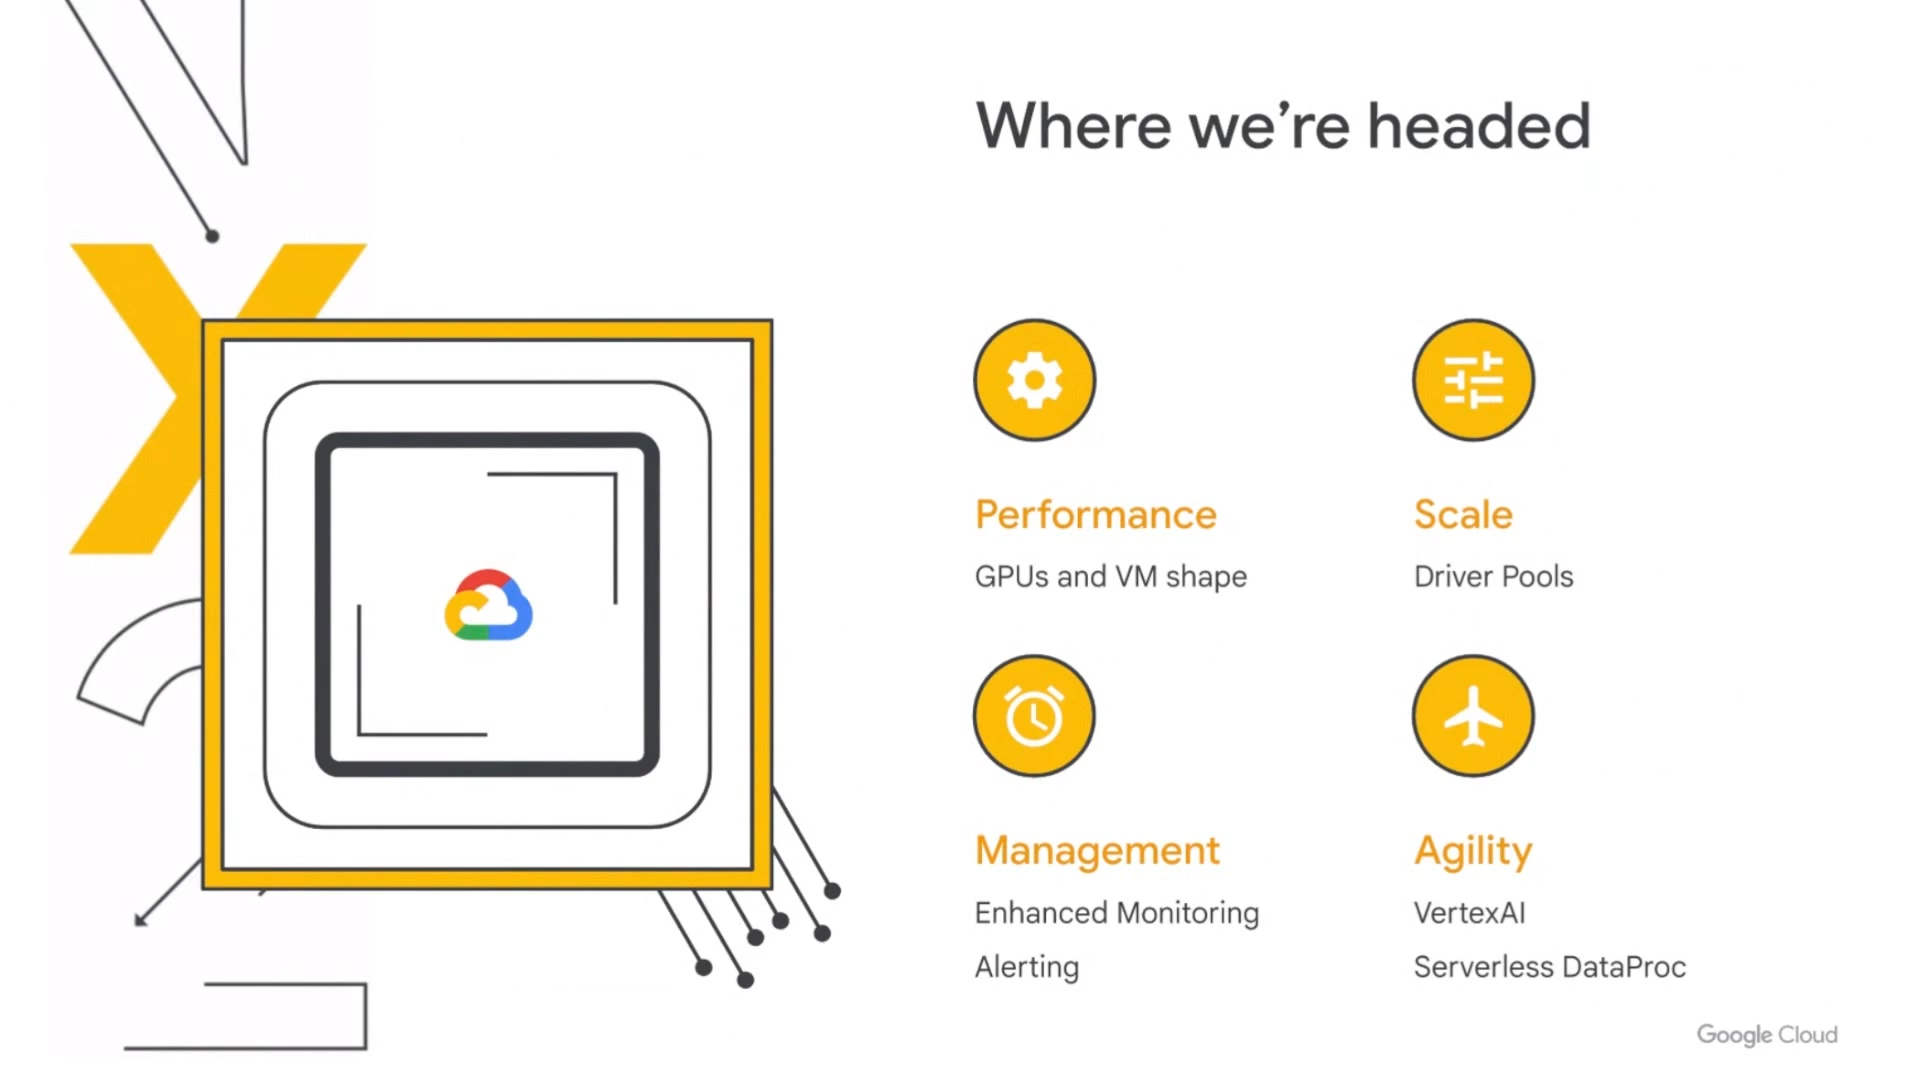 Where we’re headed
Performance
GPUs and VM shape
Scale
Driver Pools
Management
Enhanced Monitoring
Alerting
Agility
VertexAI
Serverless DataProc
Google Cloud